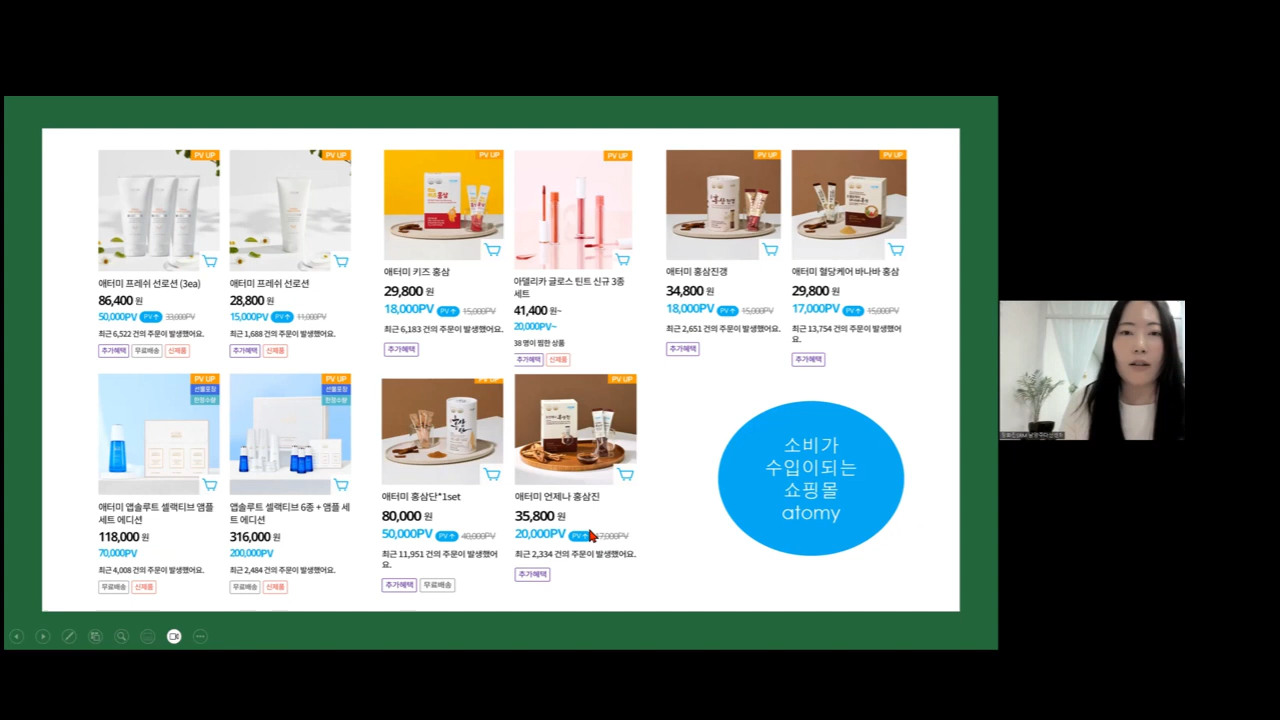 PV UP
애터미 프레쉬 선로션 (3ea)
86,400 원
50,000PV PV↑ 33,000PV
최근 6,522 건의 주문이 발생했어요.
추가혜택 무료배송 신제품
PV UP
애터미 프레쉬 선로션
28,800 원
15,000PV PV↑ 11,000PV
최근 1,688 건의 주문이 발생했어요.
추가혜택 신제품
PV UP
애터미 키즈 홍삼
29,800 원
18,000PV PV↑ 15,000PV
최근 6,183 건의 주문이 발생했어요.
추가혜택
PV UP
아델리카 글로스 틴트 신규 3종
세트
41,400 원~
20,000PV~
38 명이 찜한 상품
추가혜택 신제품
PV UP
애터미 홍삼진갱
34,800 원
18,000PV PV↑ 15,000PV
최근 2,651 건의 주문이 발생했어요.
추가혜택
PV UP
애터미 혈당케어 바나바 홍삼
29,800 원
17,000PV PV↑ 15,000PV
최근 13,754 건의 주문이 발생했어
요.
추가혜택
PV UP
선물포장
한정수량
애터미 앱솔루트 셀랙티브 앰플
세트 에디션
118,000 원
70,000PV
최근 4,008 건의 주문이 발생했어요.
무료배송 신제품
PV UP
선물포장
한정수량
앱솔루트 셀랙티브 6종 + 앰플 세
트 에디션
316,000 원
200,000PV
최근 2,484 건의 주문이 발생했어요.
무료배송 신제품
PV UP
애터미 홍삼단*1set
80,000 원
50,000PV PV↑ 40,000PV
최근 11,951 건의 주문이 발생했어
요.
추가혜택 무료배송
PV UP
애터미 언제나 홍삼진
35,800 원
20,000PV PV↑
최근 2,334 건의 주문이 발생했어요.
추가혜택
소비가
수입이되는
쇼핑몰
atomy